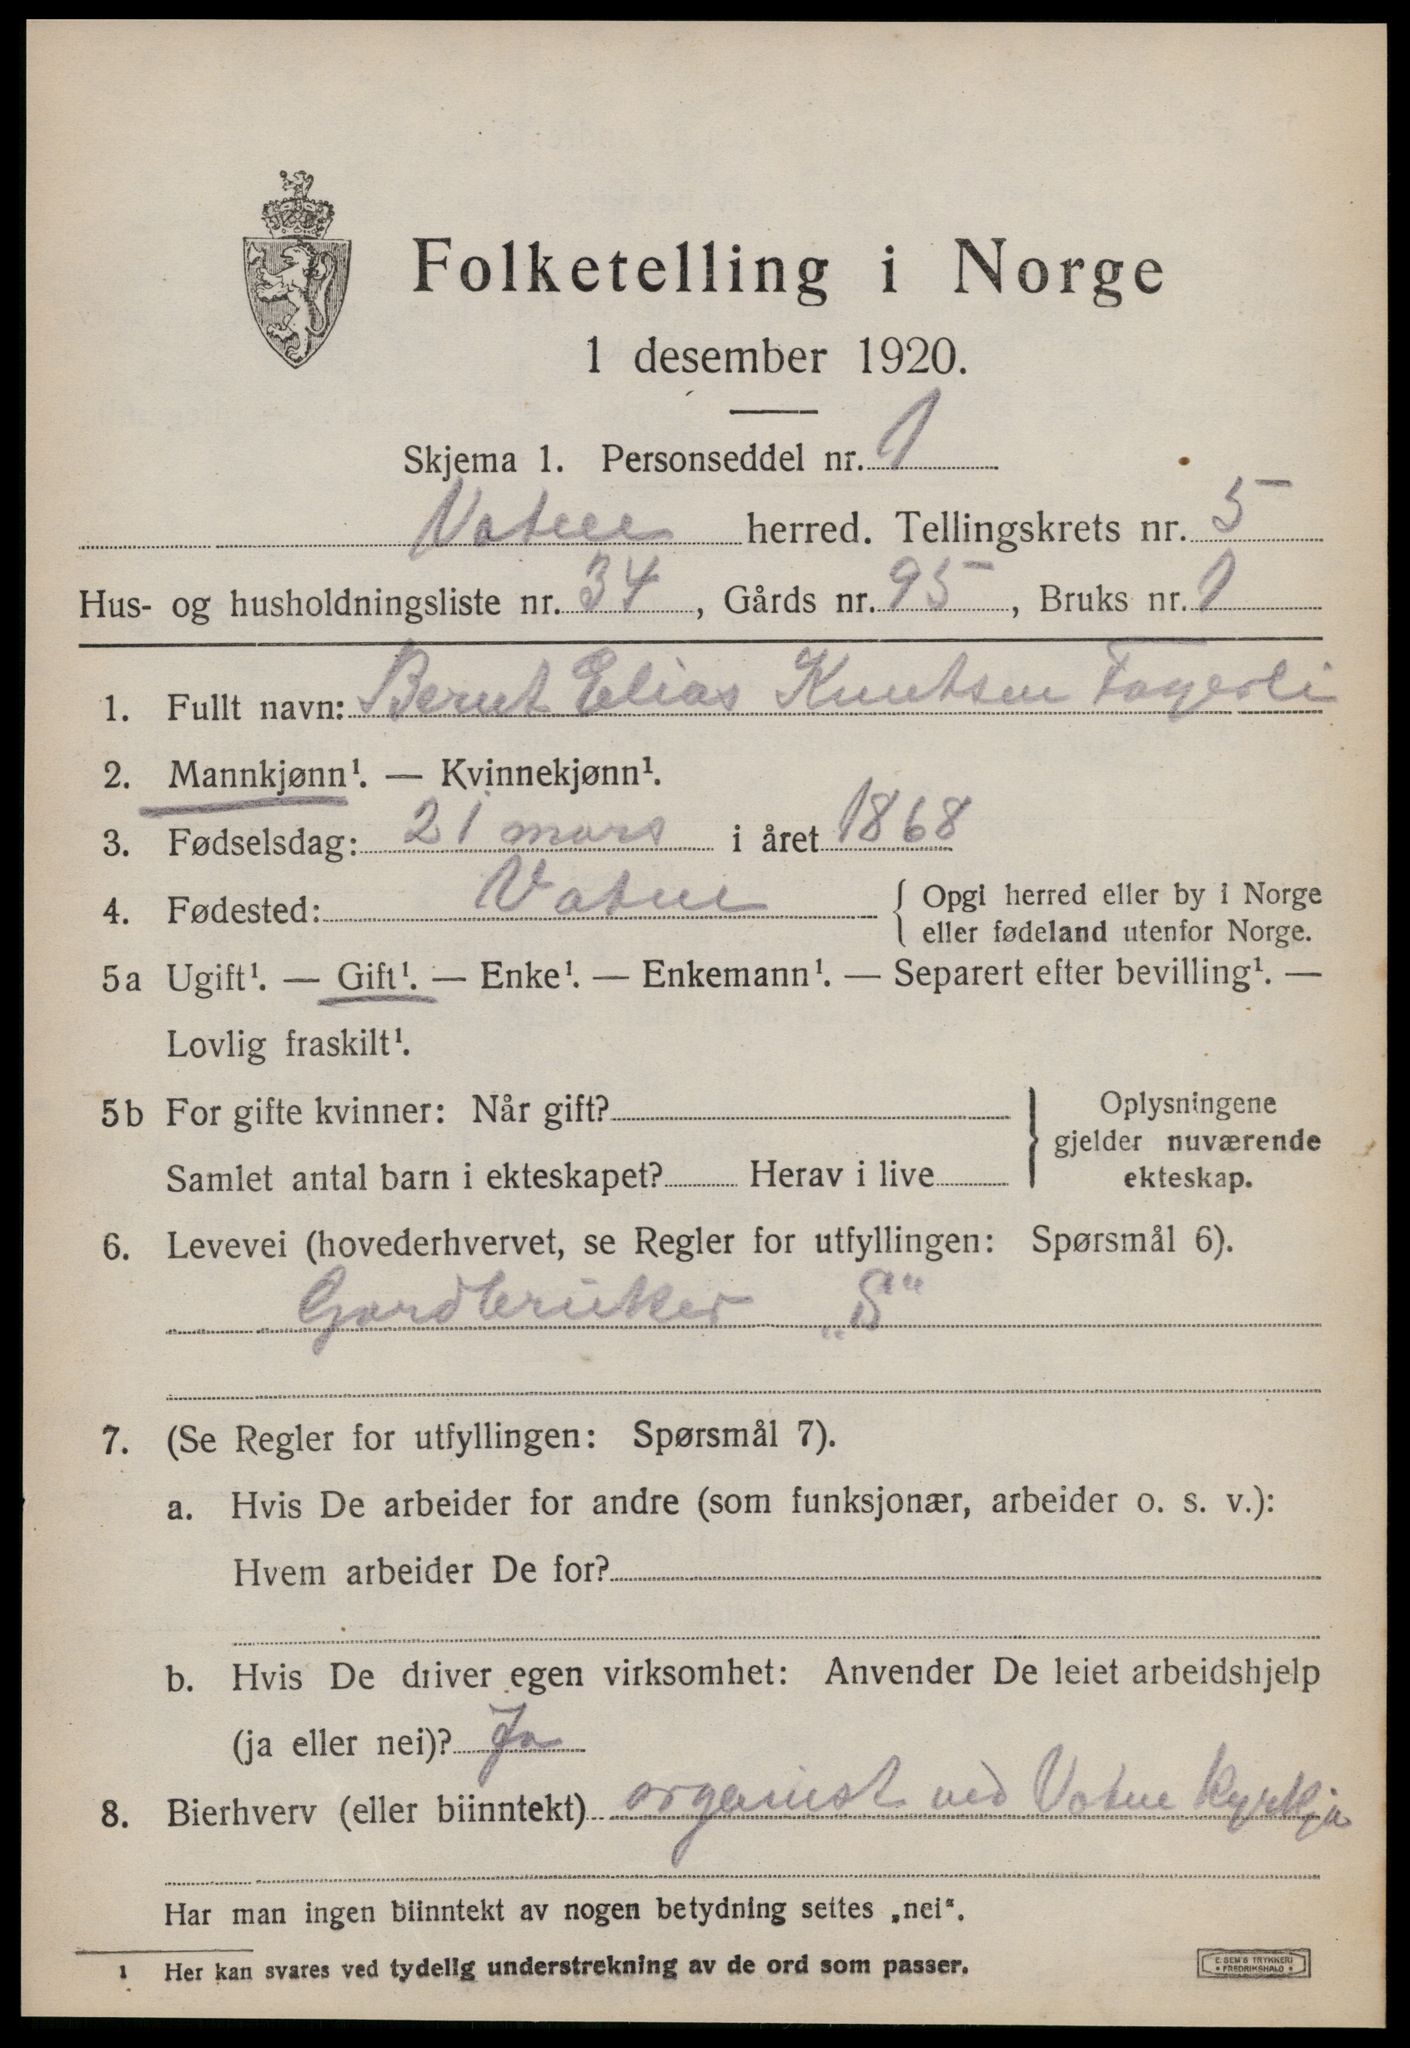 Folketelling i Norge
1 desember 1920.
Skjema 1. Personseddel nr. 1
Vatne herred. Tellingskrets nr. 5
Hus- og husholdningsliste nr. 34, Gårds nr. 95, Bruks nr. 1
1. Fullt navn: Bernt Elias Knutsen Fagerli
2. Mannkjønn¹. — Kvinnekjønn¹.
3. Fødselsdag: 21 mars i året 1868
4. Fødested: Vatne { Opgi herred eller by i Norge
eller fødeland utenfor Norge.
5a Ugift¹. — Gift¹. — Enke¹. — Enkemann¹. — Separert efter bevilling¹. —
Lovlig fraskilt¹.
5b For gifte kvinner: Når gift? } Oplysningene
gjelder nuværende
Samlet antal barn i ekteskapet? Herav i live ekteskap.
6. Levevei (hovederhvervet, se Regler for utfyllingen: Spørsmål 6).
Gardbruker „S“
7. (Se Regler for utfyllingen: Spørsmål 7).
a. Hvis De arbeider for andre (som funksjonær, arbeider o. s. v.):
Hvem arbeider De for?
b. Hvis De driver egen virksomhet: Anvender De leiet arbeidshjelp
(ja eller nei)? Ja
8. Bierhverv (eller biinntekt) organist ved Vatne kyrkja
Har man ingen biinntekt av nogen betydning settes „nei“.
1 Her kan svares ved tydelig understrekning av de ord som passer.
E. SEM'S TRYKKERI
• FREDRIKSHALD •